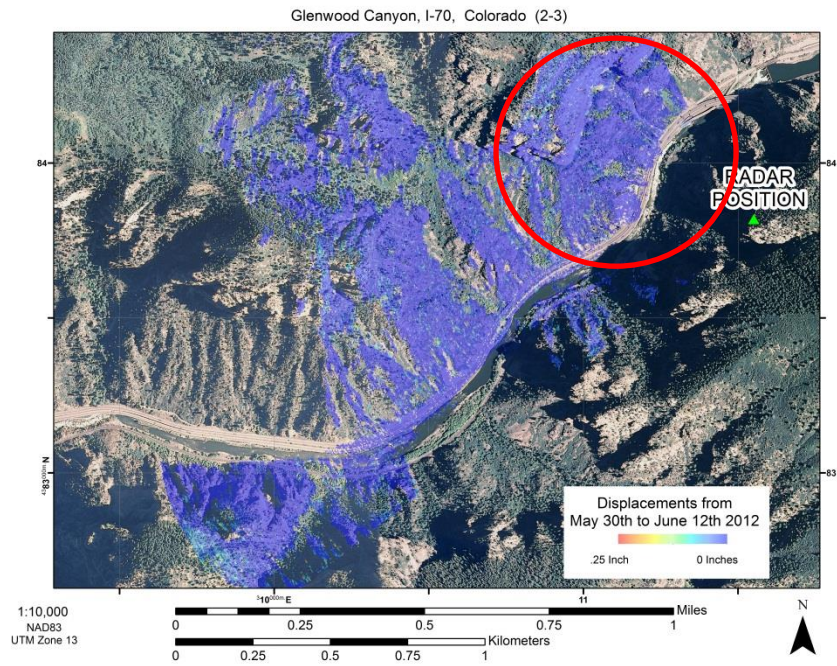 Glenwood Canyon, I-70, Colorado (2-3)
84
84
RADAR
POSITION
4383000m N
83
Displacements from
May 30th to June 12th 2012
.25 Inch 0 Inches
310000m E
11
1:10,000
NAD83
UTM Zone 13
Miles
0 0.25 0.5 0.75 1
Kilometers
0 0.25 0.5 0.75 1
N